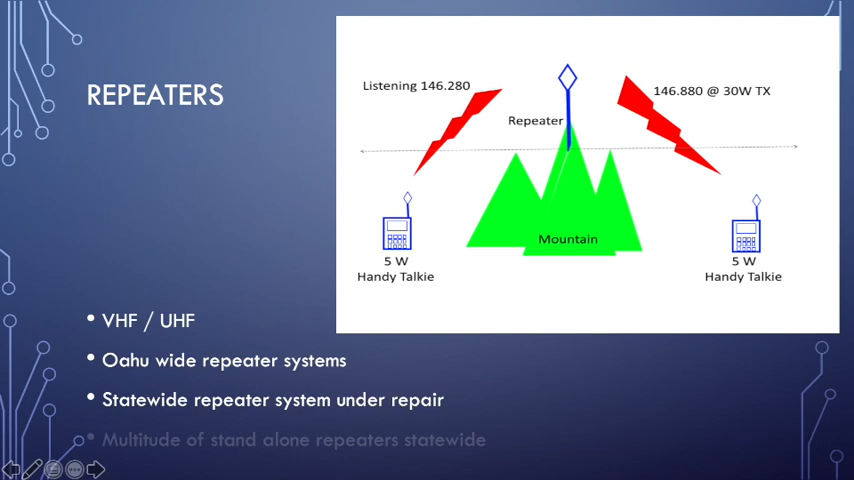 REPEATERS
Listening 146.280
146.880 @ 30W TX
Repeater
Mountain
5 W
Handy Talkie
5 W
Handy Talkie
• VHF / UHF
• Oahu wide repeater systems
• Statewide repeater system under repair
• Multitude of stand alone repeaters statewide